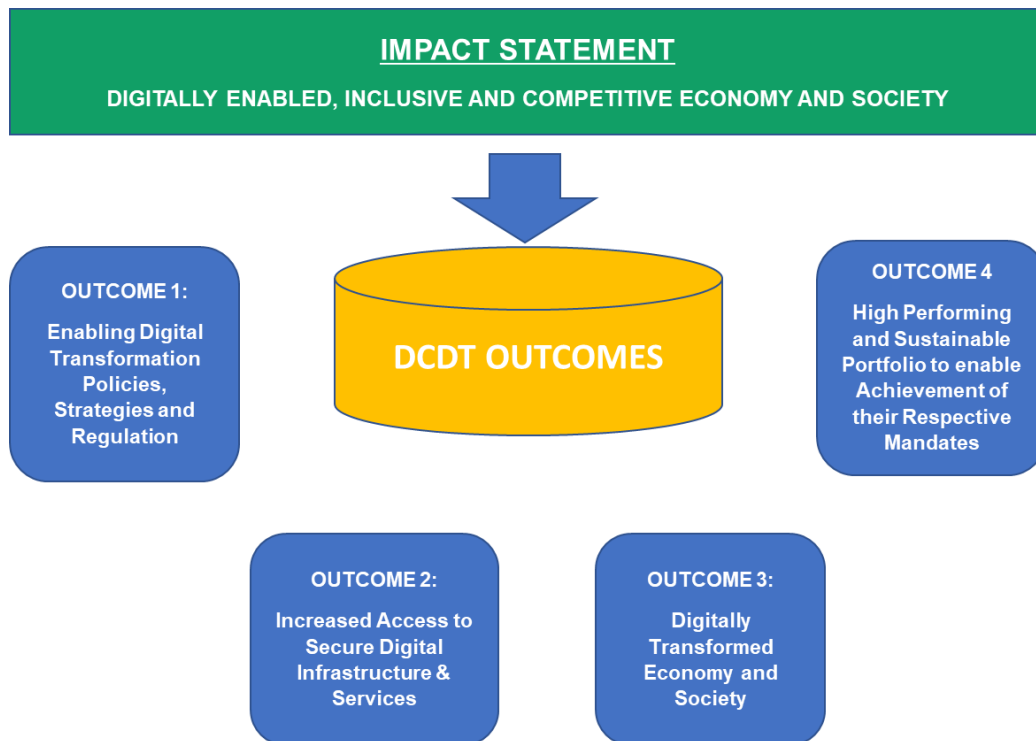 IMPACT STATEMENT
DIGITALLY ENABLED, INCLUSIVE AND COMPETITIVE ECONOMY AND SOCIETY
DCDT OUTCOMES
OUTCOME 1:
Enabling Digital
Transformation
Policies,
Strategies and
Regulation
OUTCOME 2:
Increased Access to
Secure Digital
Infrastructure &
Services
OUTCOME 3:
Digitally
Transformed
Economy and
Society
OUTCOME 4
High Performing
and Sustainable
Portfolio to enable
Achievement of
their Respective
Mandates